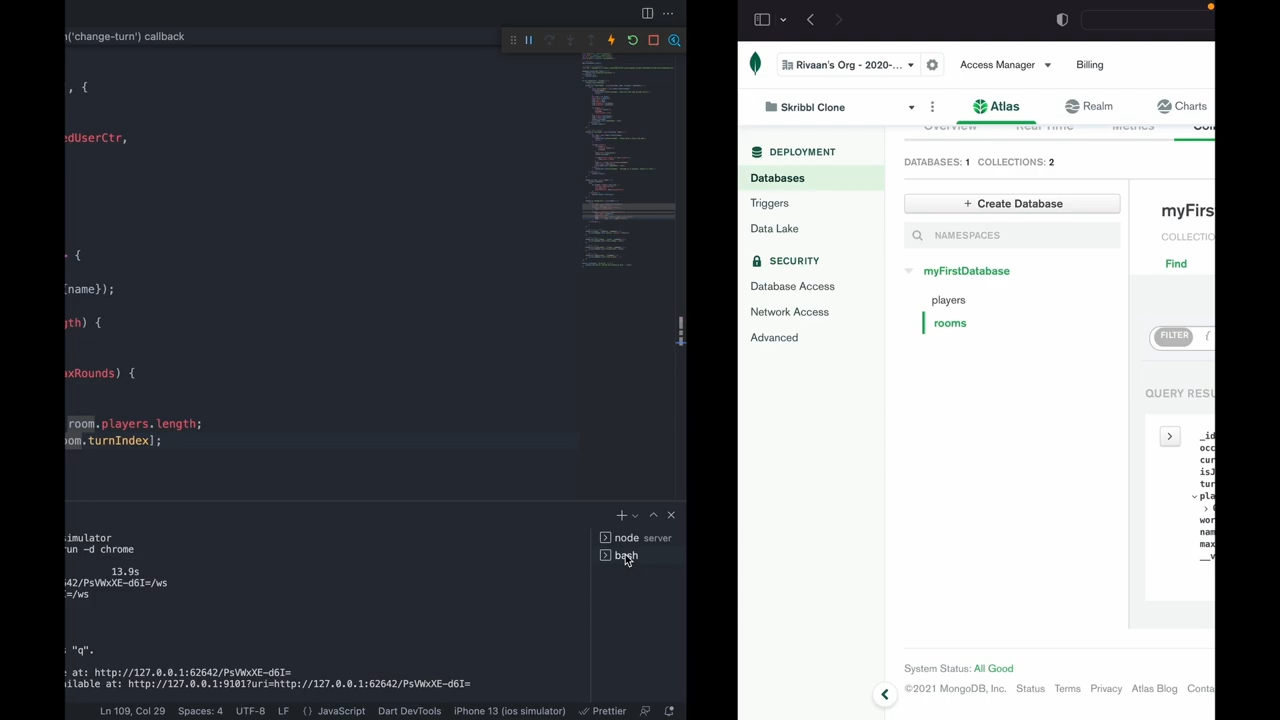 n('change-turn') callback
, {
edUserCtr,
{
[name});
gth) {
axRounds) {
room.players.length;
oom.turnIndex];
node server
bash
simulator
run -d chrome
13.9s
42/PsVWxXE-d6I=/ws
I=/ws
s "q".
e at: http://127.0.0.1:62642/PsVWxXE-d6I=
ilable at: http://127.0.0.1:9101?uri=http://127.0.0.1:62642/PsVWxXE-d6I=
Ln 109, Col 29 Spaces: 4 UTF-8 LF {} JavaScript Dart DevTools iPhone 13 (ios simulator) Prettier
Rivaan's Org - 2020-... Access Manager Billing
Skribbl Clone Atlas Realm Charts
Overview Real Time Metrics Coll
DATABASES: 1 COLLECTIONS: 2
DEPLOYMENT
Databases
Triggers
Data Lake
SECURITY
Database Access
Network Access
Advanced
+ Create Database
NAMESPACES
myFirstDatabase
players
rooms
myFirs
COLLECTIO
Find
FILTER {
QUERY RESU
_id
occ
cur
isJ
tur
pla
wor
nam
max
__v
System Status: All Good
©2021 MongoDB, Inc. Status Terms Privacy Atlas Blog Conta